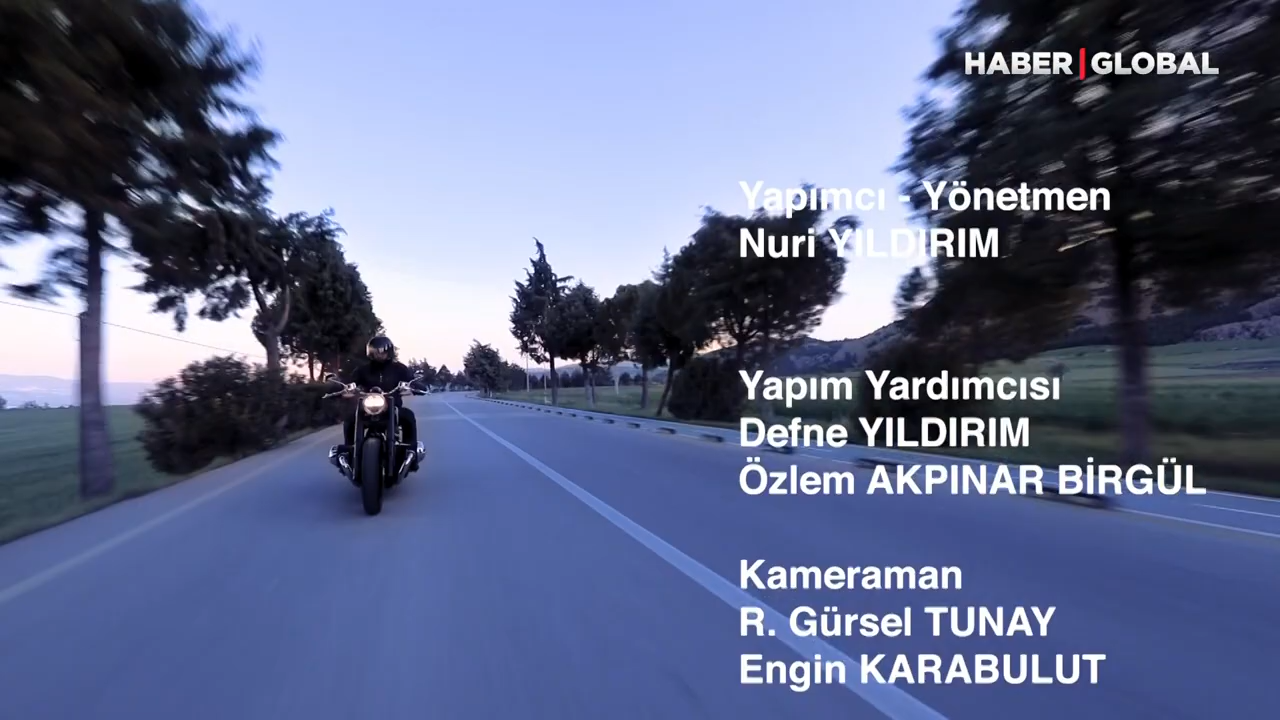 HABER GLOBAL
Yapımcı - Yönetmen
Nuri YILDIRIM
Yapım Yardımcısı
Defne YILDIRIM
Özlem AKPINAR BİRGÜL
Kameraman
R. Gürsel TUNAY
Engin KARABULUT